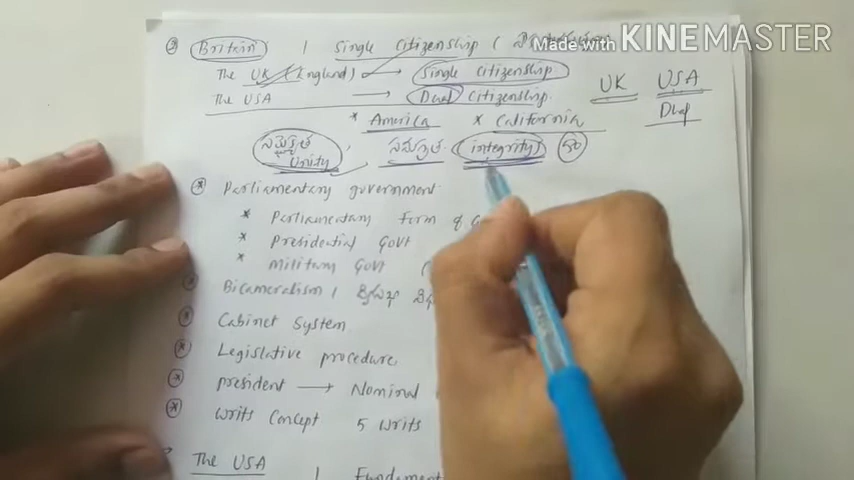 Made with KINEMASTER
Britain | Single citizenship (
The UK (England) → Single citizenship
The USA → Dual citizenship.
UK USA
Dual
* America * California
సమైక్యత Unity సమగ్రత (integrity) 50
* Parliamentary government
* Parliamentary form of G
* Presidential Govt
* Military Govt (
* Bicameralism |
* Cabinet System
* Legislative procedure
* president → Nominal
* writs concept 5 writs
The USA | Fundament